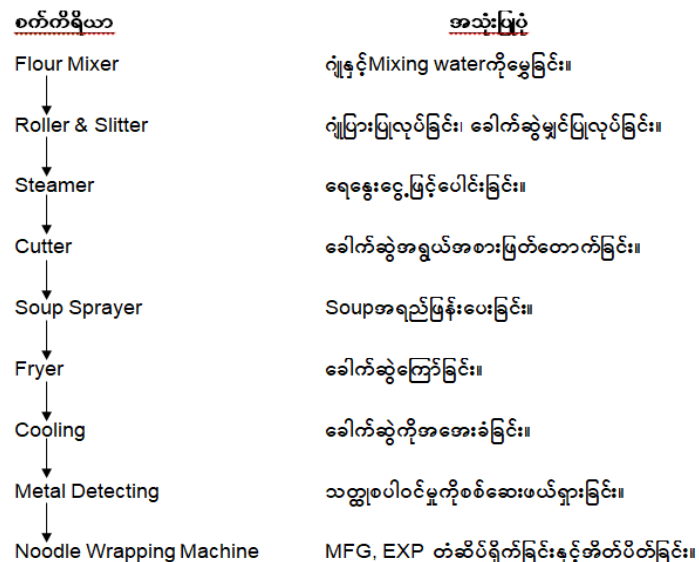 စက်ကိရိယာ အသုံးပြုပုံ
Flour Mixer ဂျုံနှင့်Mixing waterကိုမွှေခြင်း။
Roller & Slitter ဂျုံပြားပြုလုပ်ခြင်း၊ ခေါက်ဆွဲမျှင်ပြုလုပ်ခြင်း။
Steamer ရေနွေးငွေ့ဖြင့်ပေါင်းခြင်း။
Cutter ခေါက်ဆွဲအရွယ်အစားဖြတ်တောက်ခြင်း။
Soup Sprayer Soupအရည်ဖြန်းပေးခြင်း။
Fryer ခေါက်ဆွဲကြော်ခြင်း။
Cooling ခေါက်ဆွဲကိုအအေးခံခြင်း။
Metal Detecting သတ္ထုစပါဝင်မှုကိုစစ်ဆေးဖယ်ရှားခြင်း။
Noodle Wrapping Machine MFG, EXP တံဆိပ်ရိုက်ခြင်းနှင့်အိတ်ပိတ်ခြင်း။